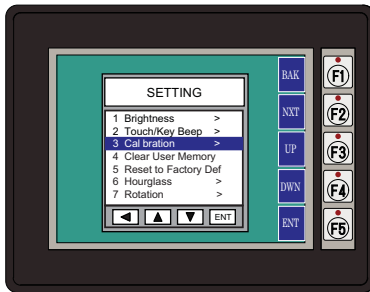 SETTING
1 Brightness >
2 Touch/Key Beep >
3 Cal bration >
4 Clear User Memory
5 Reset to Factory Def
6 Hourglass >
7 Rotation >
ENT
BAK
NXT
UP
DWN
ENT
F1
F2
F3
F4
F5